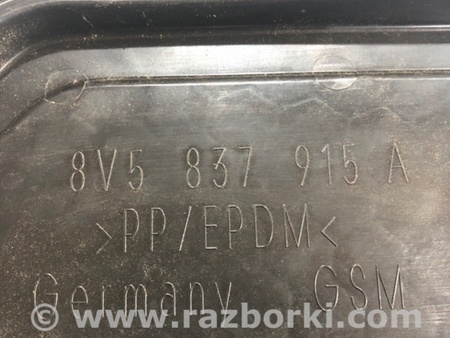 8V5 837 915 A
>PP/EPDM<
Germany GSM
www.razborki.com